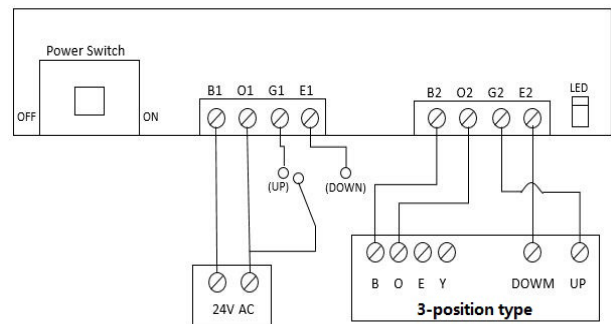 Power Switch
OFF
ON
B1 O1 G1 E1
B2 O2 G2 E2
LED
(UP)
(DOWN)
24V AC
B O E Y DOWM UP
3-position type